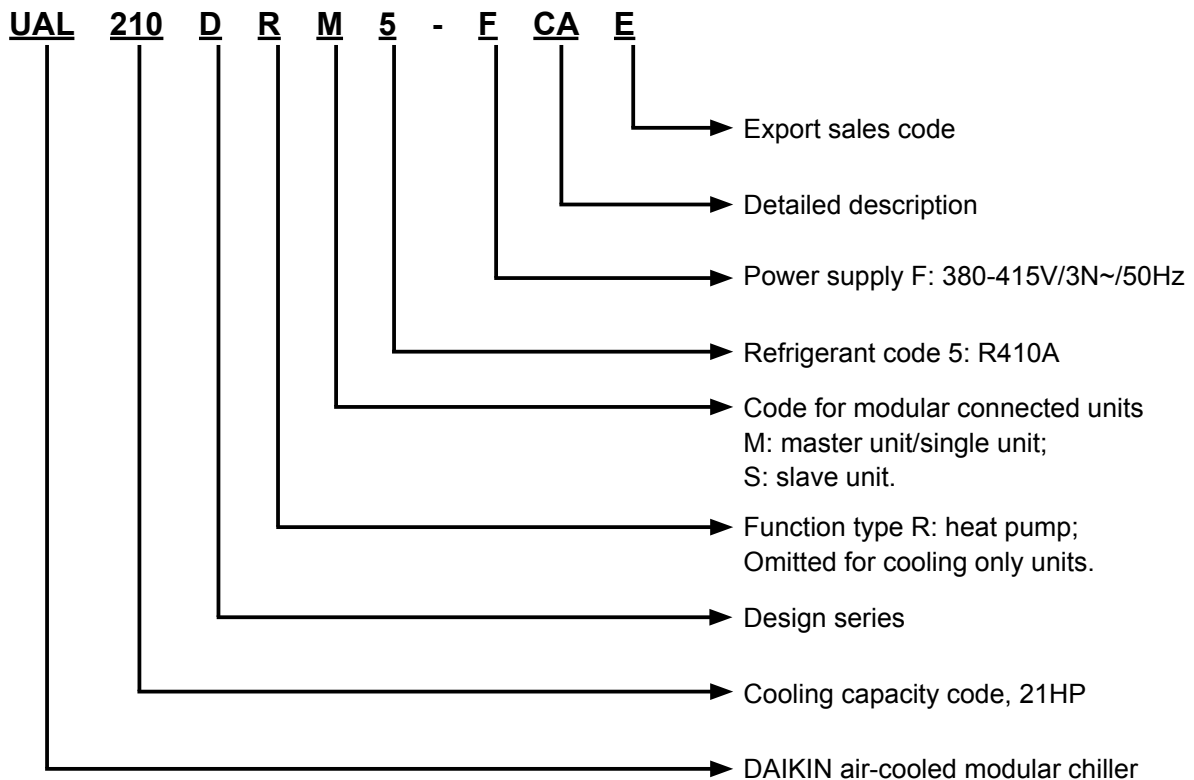 UAL 210 D R M 5 - F CA E
Export sales code
Detailed description
Power supply F: 380-415V/3N~/50Hz
Refrigerant code 5: R410A
Code for modular connected units
M: master unit/single unit;
S: slave unit.
Function type R: heat pump;
Omitted for cooling only units.
Design series
Cooling capacity code, 21HP
DAIKIN air-cooled modular chiller